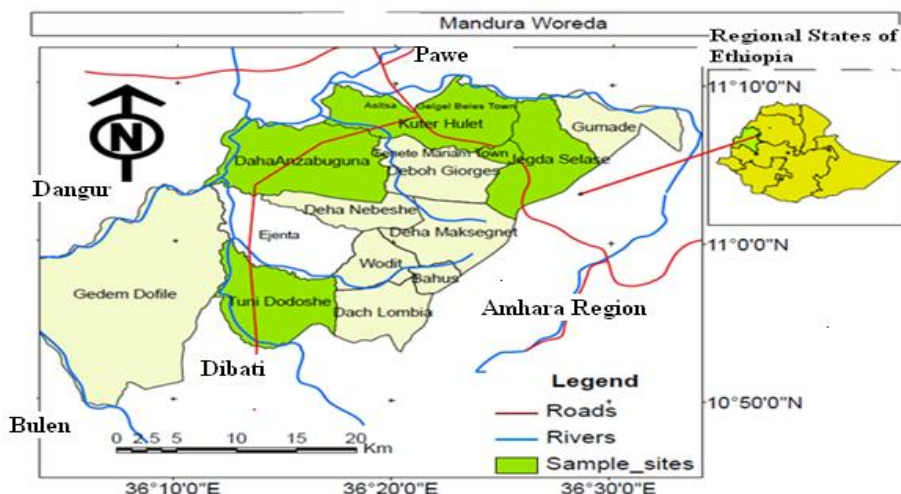 Mandura Woreda
Regional States of
Ethiopia
Pawe
11°10'0"N
Asitsa
Gelgel Beles Town
Kuter Hulet
Gumade
N
Daha Anzabuguna
Sesete Mariam Town
Jegda Selase
Deboh Giorges
Dangur
Deha Nebeshe
Ejenta
Deha Maksegnet
11°0'0"N
Wodit
Bahus
Gedem Dofile
Tuni Dodoshe
Dach Lombia
Amhara Region
Dibati
Legend
Roads
10°50'0"N
Bulen
Rivers
0 2.5 5 10 15 20
Km
Sample_sites
36°10'0"E
36°20'0"E
36°30'0"E